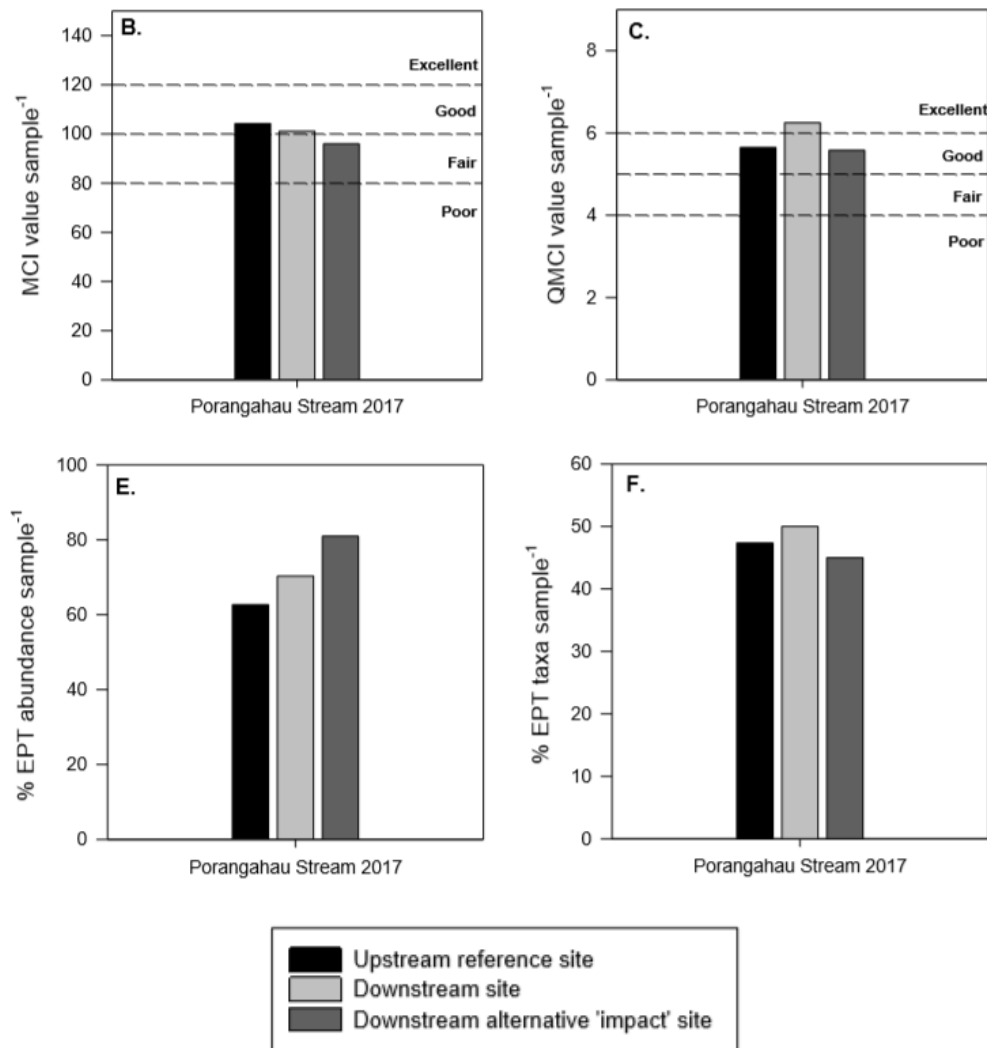 B.
MCI value sample⁻¹
140
120
100
80
60
40
20
0
Excellent
Good
Fair
Poor
Porangahau Stream 2017
C.
QMCI value sample⁻¹
8
6
4
2
0
Excellent
Good
Fair
Poor
Porangahau Stream 2017
E.
% EPT abundance sample⁻¹
100
80
60
40
20
0
Porangahau Stream 2017
F.
% EPT taxa sample⁻¹
60
50
40
30
20
10
0
Porangahau Stream 2017
Upstream reference site
Downstream site
Downstream alternative 'impact' site